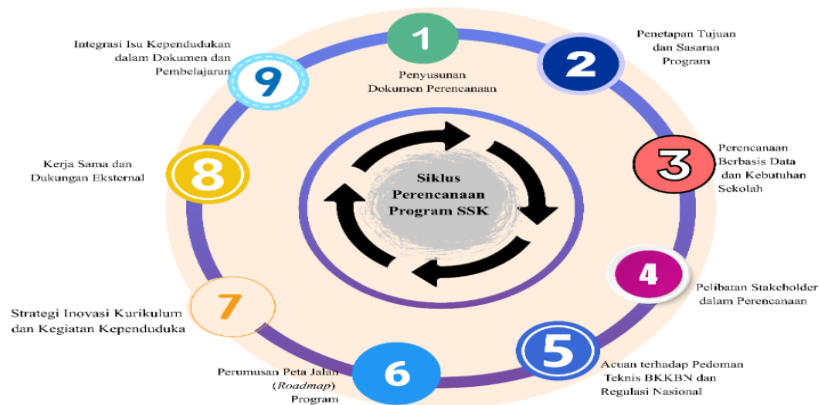 1
Penyusunan
Dokumen Perencanaan
2
Penetapan Tujuan
dan Sasaran
Program
3
Perencanaan
Berbasis Data
dan Kebutuhan
Sekolah
4
Pelibatan Stakeholder
dalam Perencanaan
5
Acuan terhadap Pedoman
Teknis BKKBN dan
Regulasi Nasional
6
Perumusan Peta Jalan
(Roadmap)
Program
7
Strategi Inovasi Kurikulum
dan Kegiatan Kependuduka
8
Kerja Sama dan
Dukungan Eksternal
9
Integrasi Isu Kependudukan
dalam Dokumen dan
Pembelajaran
Siklus
Perencanaan
Program SSK